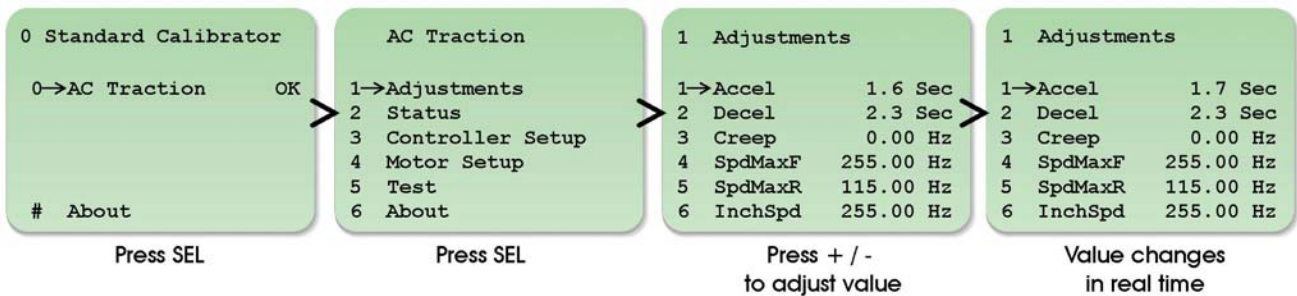 0 Standard Calibrator
0→AC Traction OK
# About
Press SEL
AC Traction
1→Adjustments
2 Status
3 Controller Setup
4 Motor Setup
5 Test
6 About
Press SEL
1 Adjustments
1→Accel 1.6 Sec
2 Decel 2.3 Sec
3 Creep 0.00 Hz
4 SpdMaxF 255.00 Hz
5 SpdMaxR 115.00 Hz
6 InchSpd 255.00 Hz
Press + / -
to adjust value
1 Adjustments
1→Accel 1.7 Sec
2 Decel 2.3 Sec
3 Creep 0.00 Hz
4 SpdMaxF 255.00 Hz
5 SpdMaxR 115.00 Hz
6 InchSpd 255.00 Hz
Value changes
in real time